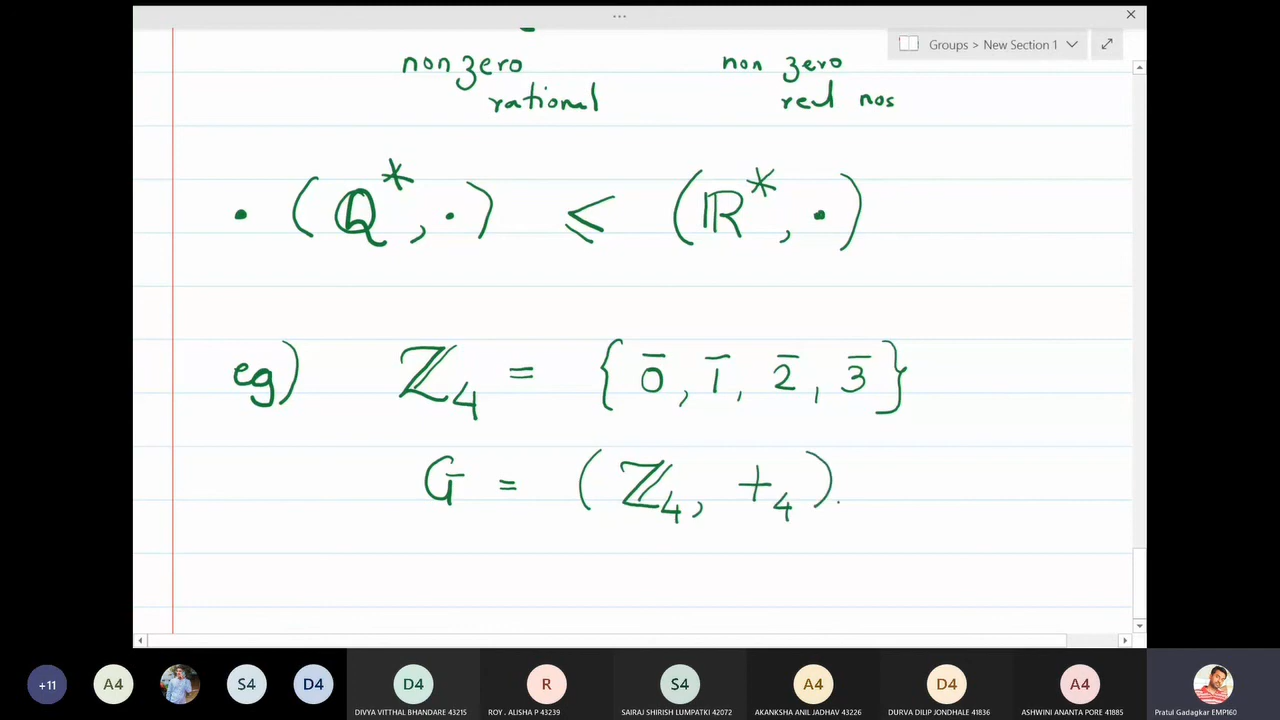 Groups > New Section 1
non zero non zero
rational real nos
• (ℚ*, •) ≤ (ℝ*, •)
eg) ℤ₄ = {0̄, 1̄, 2̄, 3̄}
G = (ℤ₄, +₄).
+11 A4 S4 D4 D4 R S4 A4 D4 A4
DIVYA VITTHAL BHANDARE 43215 ROY . ALISHA P 43239 SAIRAJ SHIRISH LUMPATKI 42072 AKANKSHA ANIL JADHAV 43226 DURVA DILIP JONDHALE 41836 ASHWINI ANANTA PORE 41885 Pratul Gadagkar EMP160